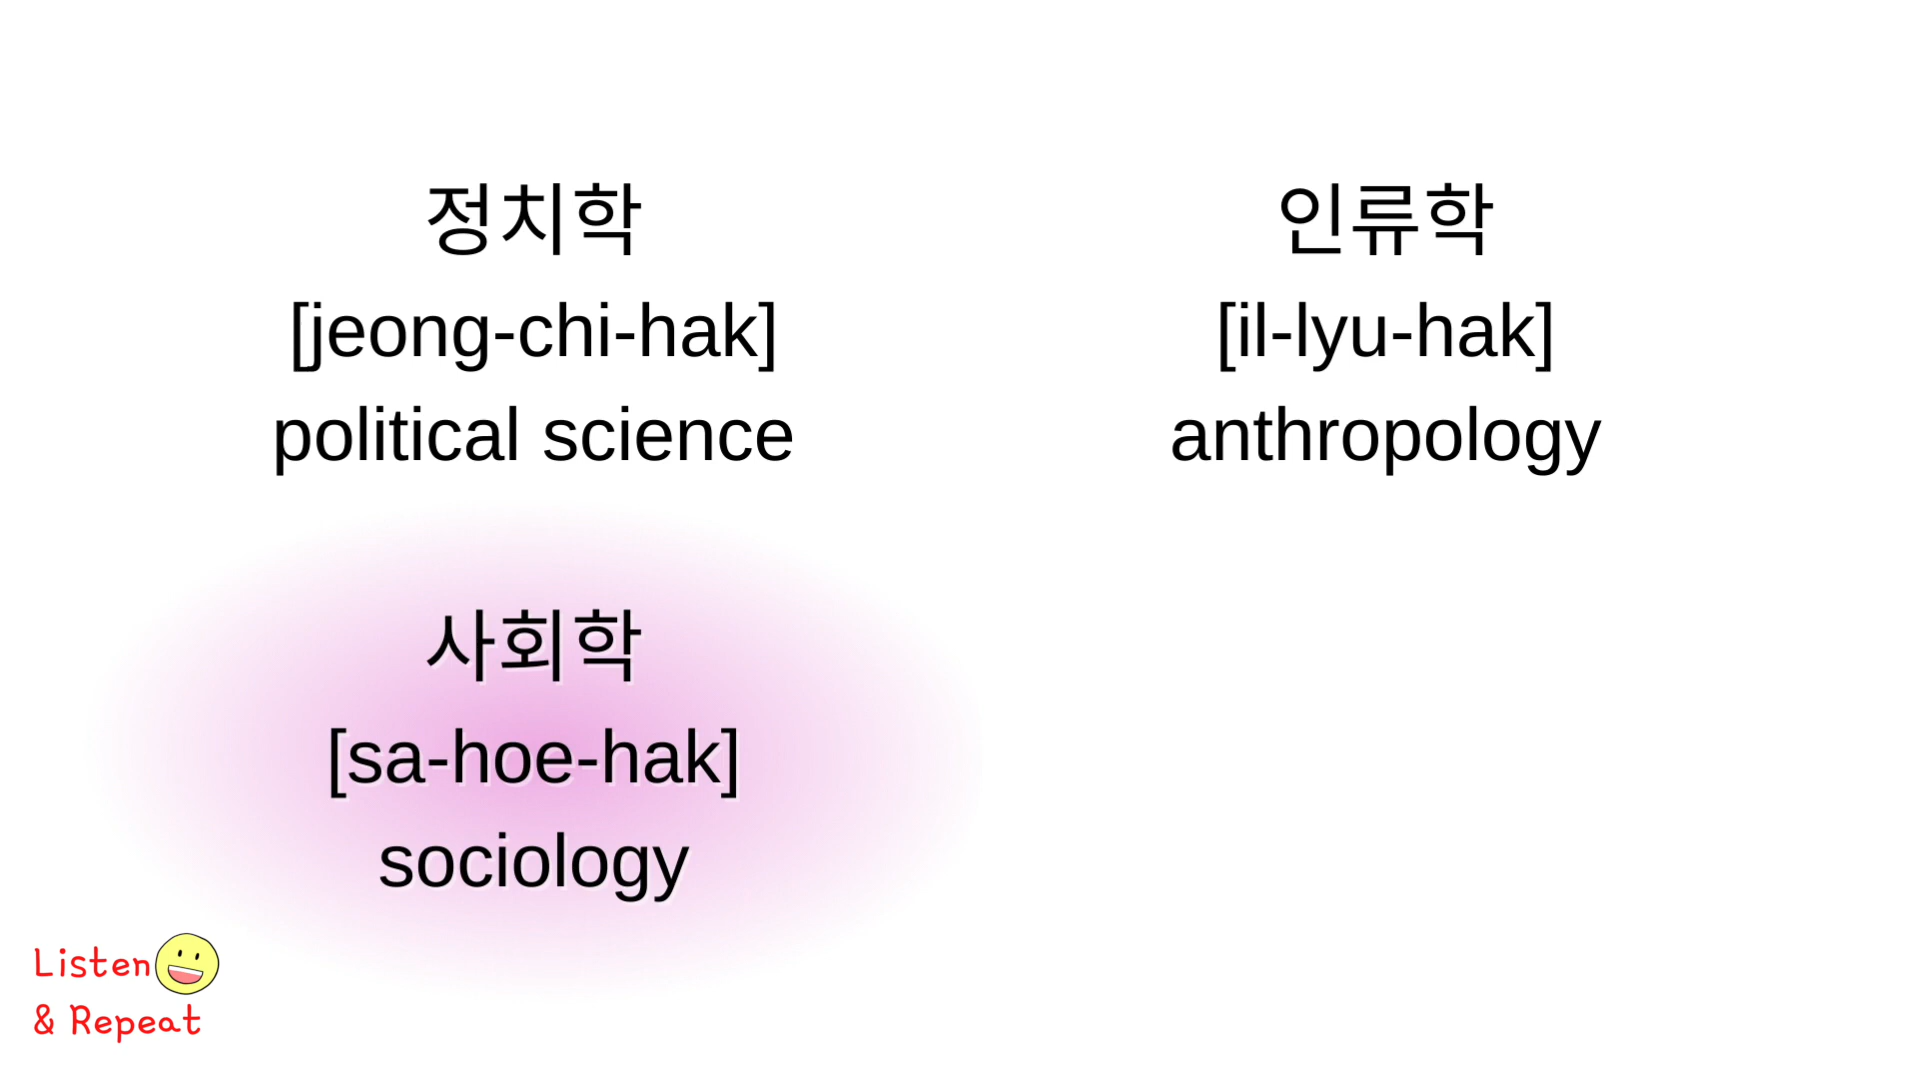 정치학
[jeong-chi-hak]
political science
인류학
[il-lyu-hak]
anthropology
사회학
[sa-hoe-hak]
sociology
Listen
& Repeat